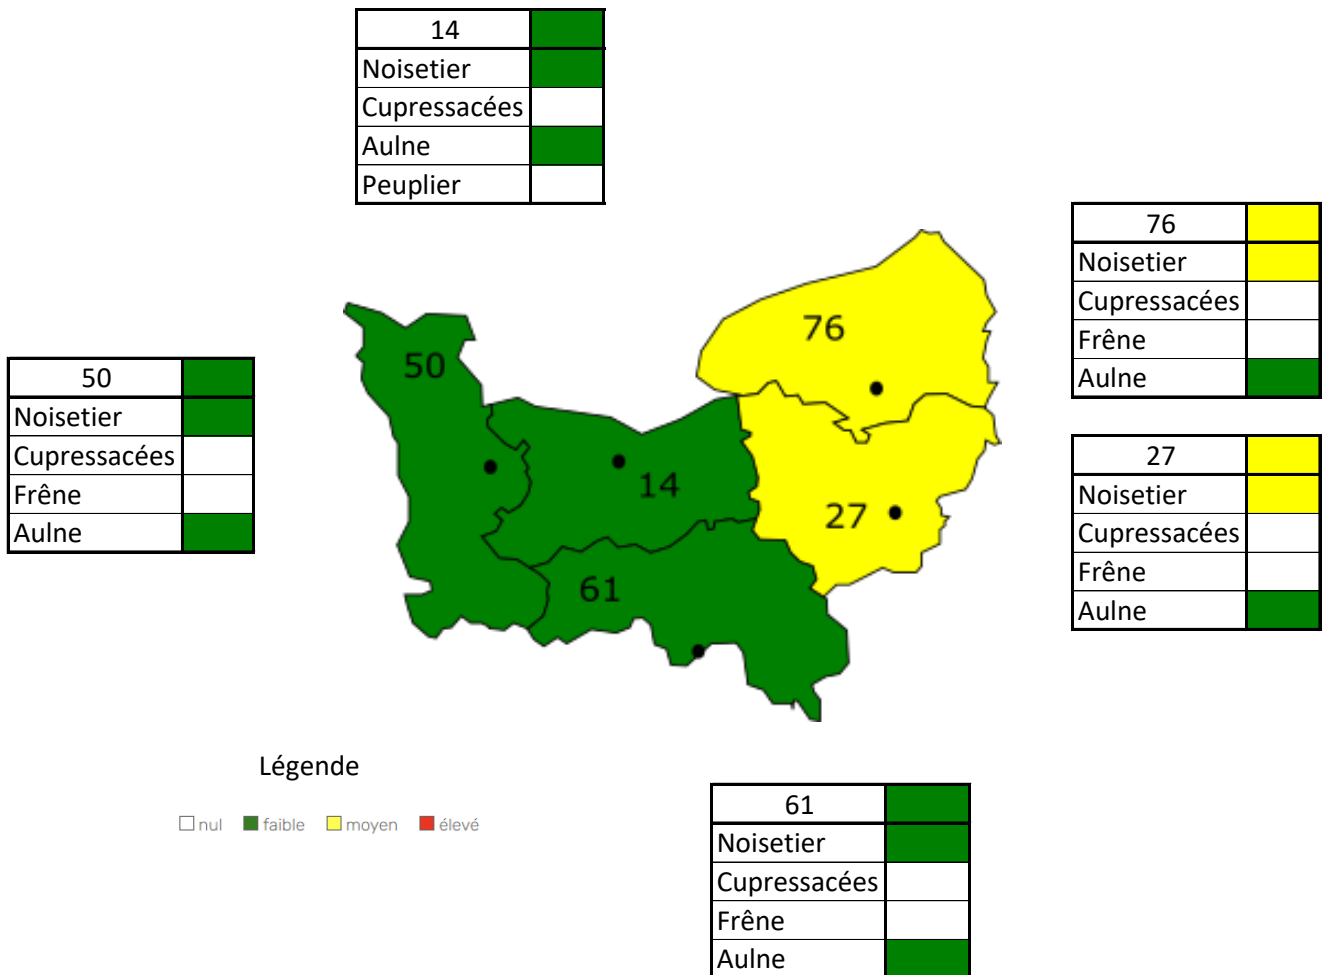 14
Noisetier
Cupressacées
Aulne
Peuplier
76
Noisetier
Cupressacées
Frêne
Aulne
50
Noisetier
Cupressacées
Frêne
Aulne
27
Noisetier
Cupressacées
Frêne
Aulne
76
50
14
27
61
Légende
nul faible moyen élevé
61
Noisetier
Cupressacées
Frêne
Aulne